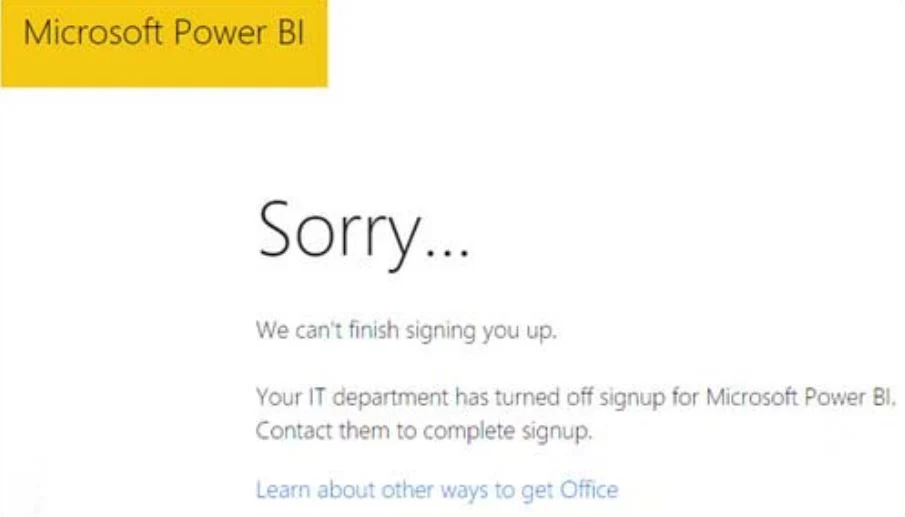 Microsoft Power BI
Sorry...
We can't finish signing you up.
Your IT department has turned off signup for Microsoft Power BI.
Contact them to complete signup.
Learn about other ways to get Office